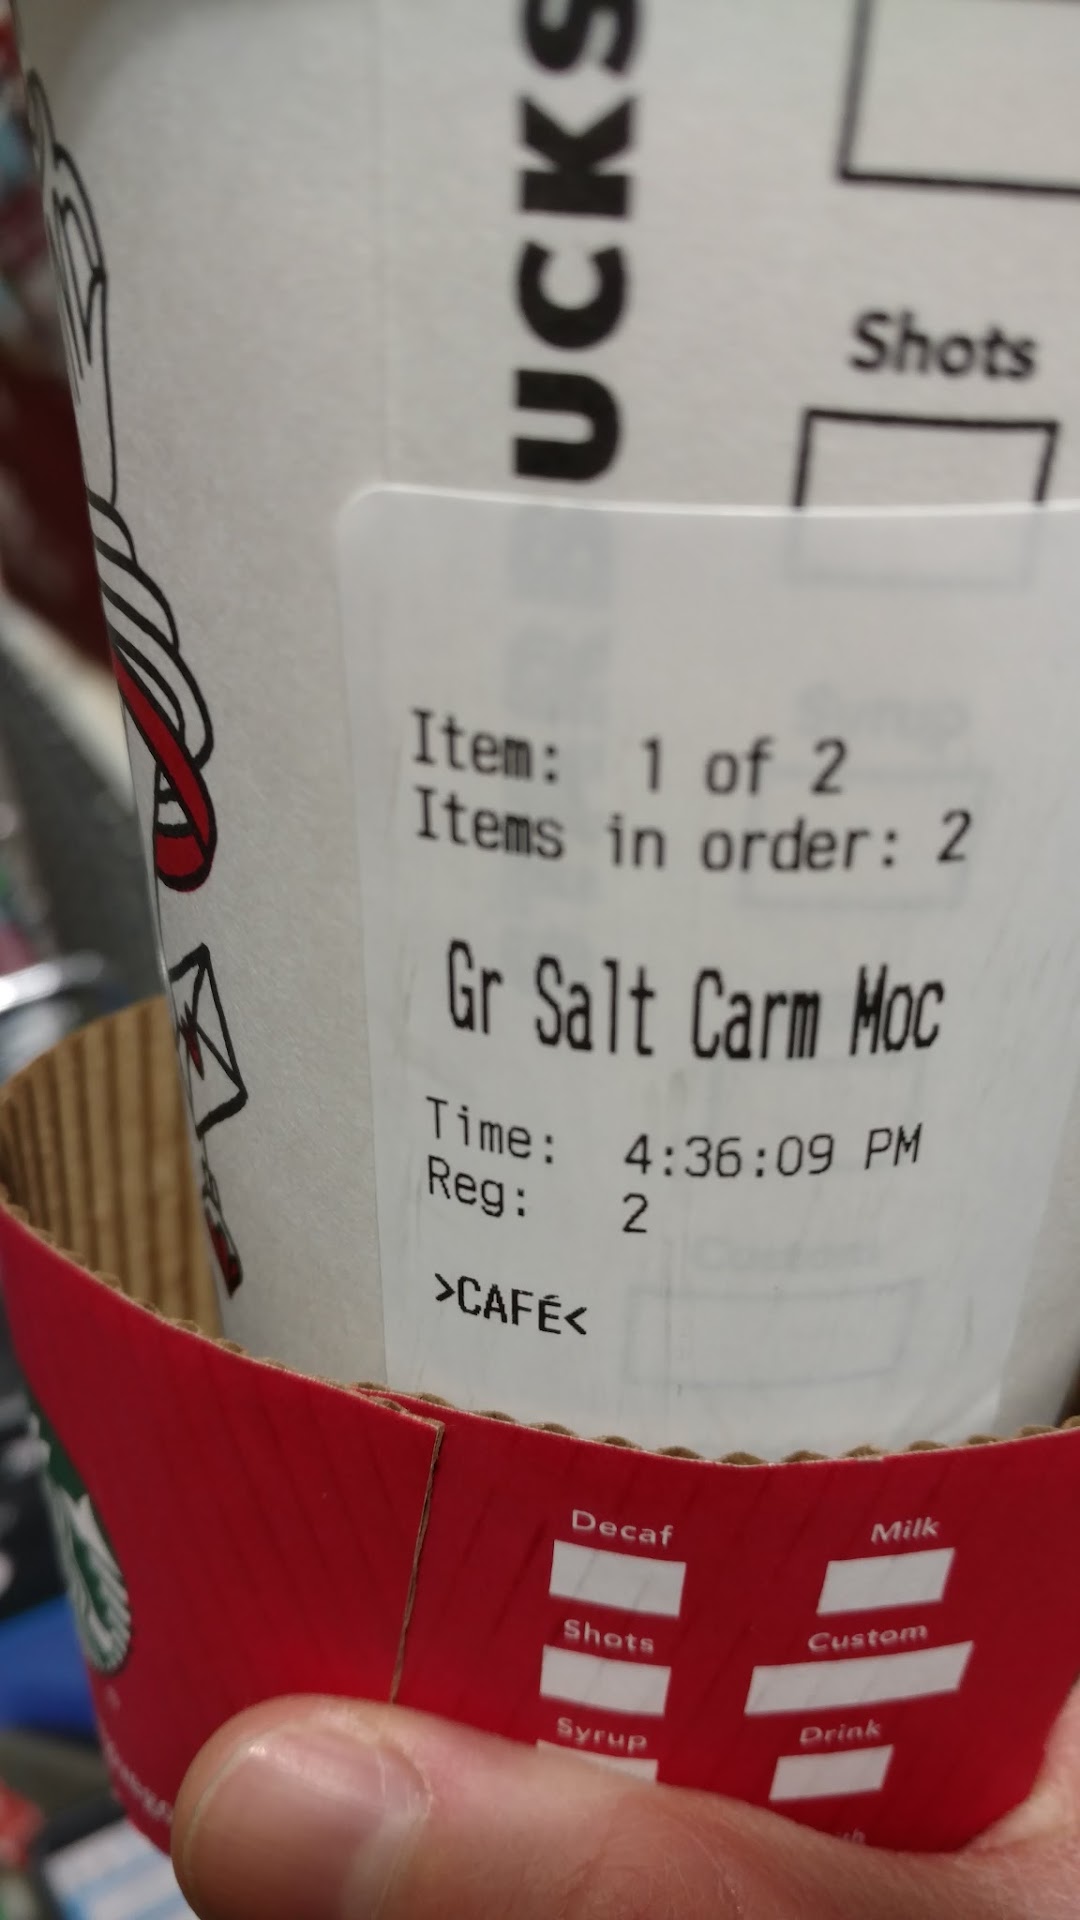 UCKS
Shots
Item: 1 of 2
Items in order: 2
Gr Salt Carm Moc
Time: 4:36:09 PM
Reg: 2
>CAFÉ<
Decaf
Milk
Shots
Custom
Syrup
Drink